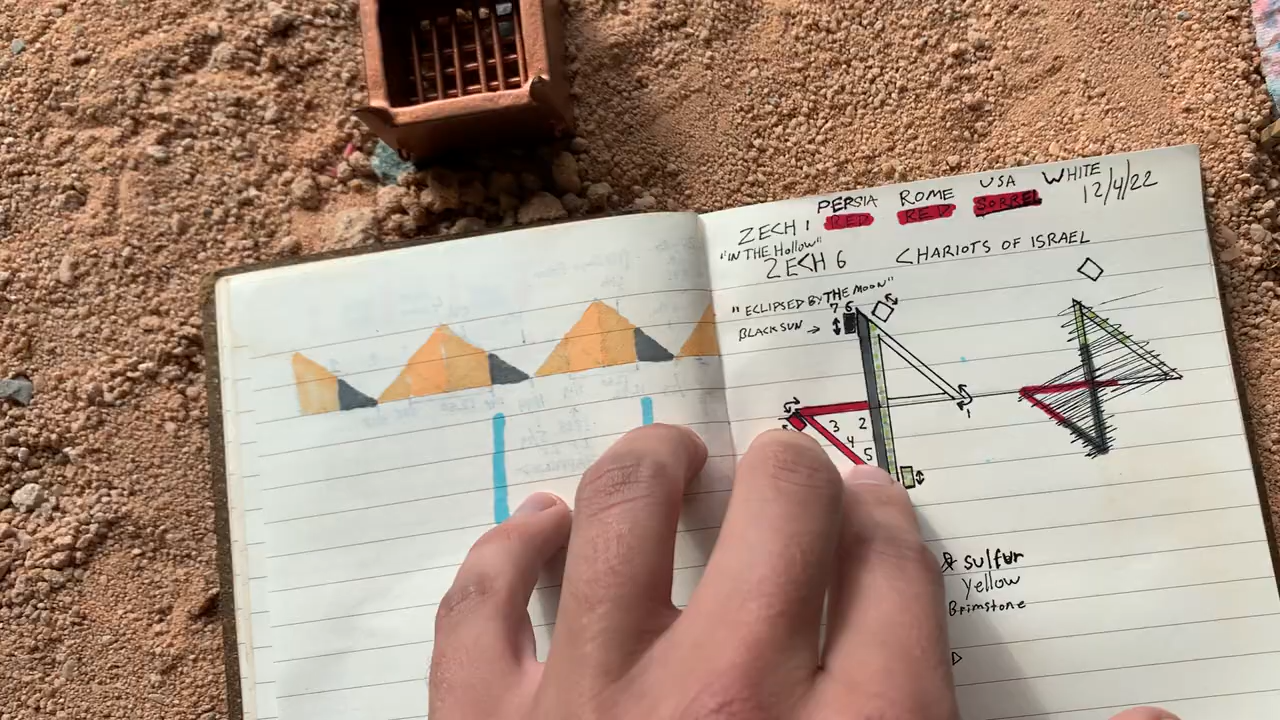 PERSIA ROME USA WHITE
ZECH 1 RED RED SORREL 12/4/22
"IN THE HOLLOW"
ZECH 6 CHARIOTS OF ISRAEL
"ECLIPSED BY THE MOON"
7 6
BLACK SUN →
1
3 2
4
5
sulfur
Yellow
Brimstone